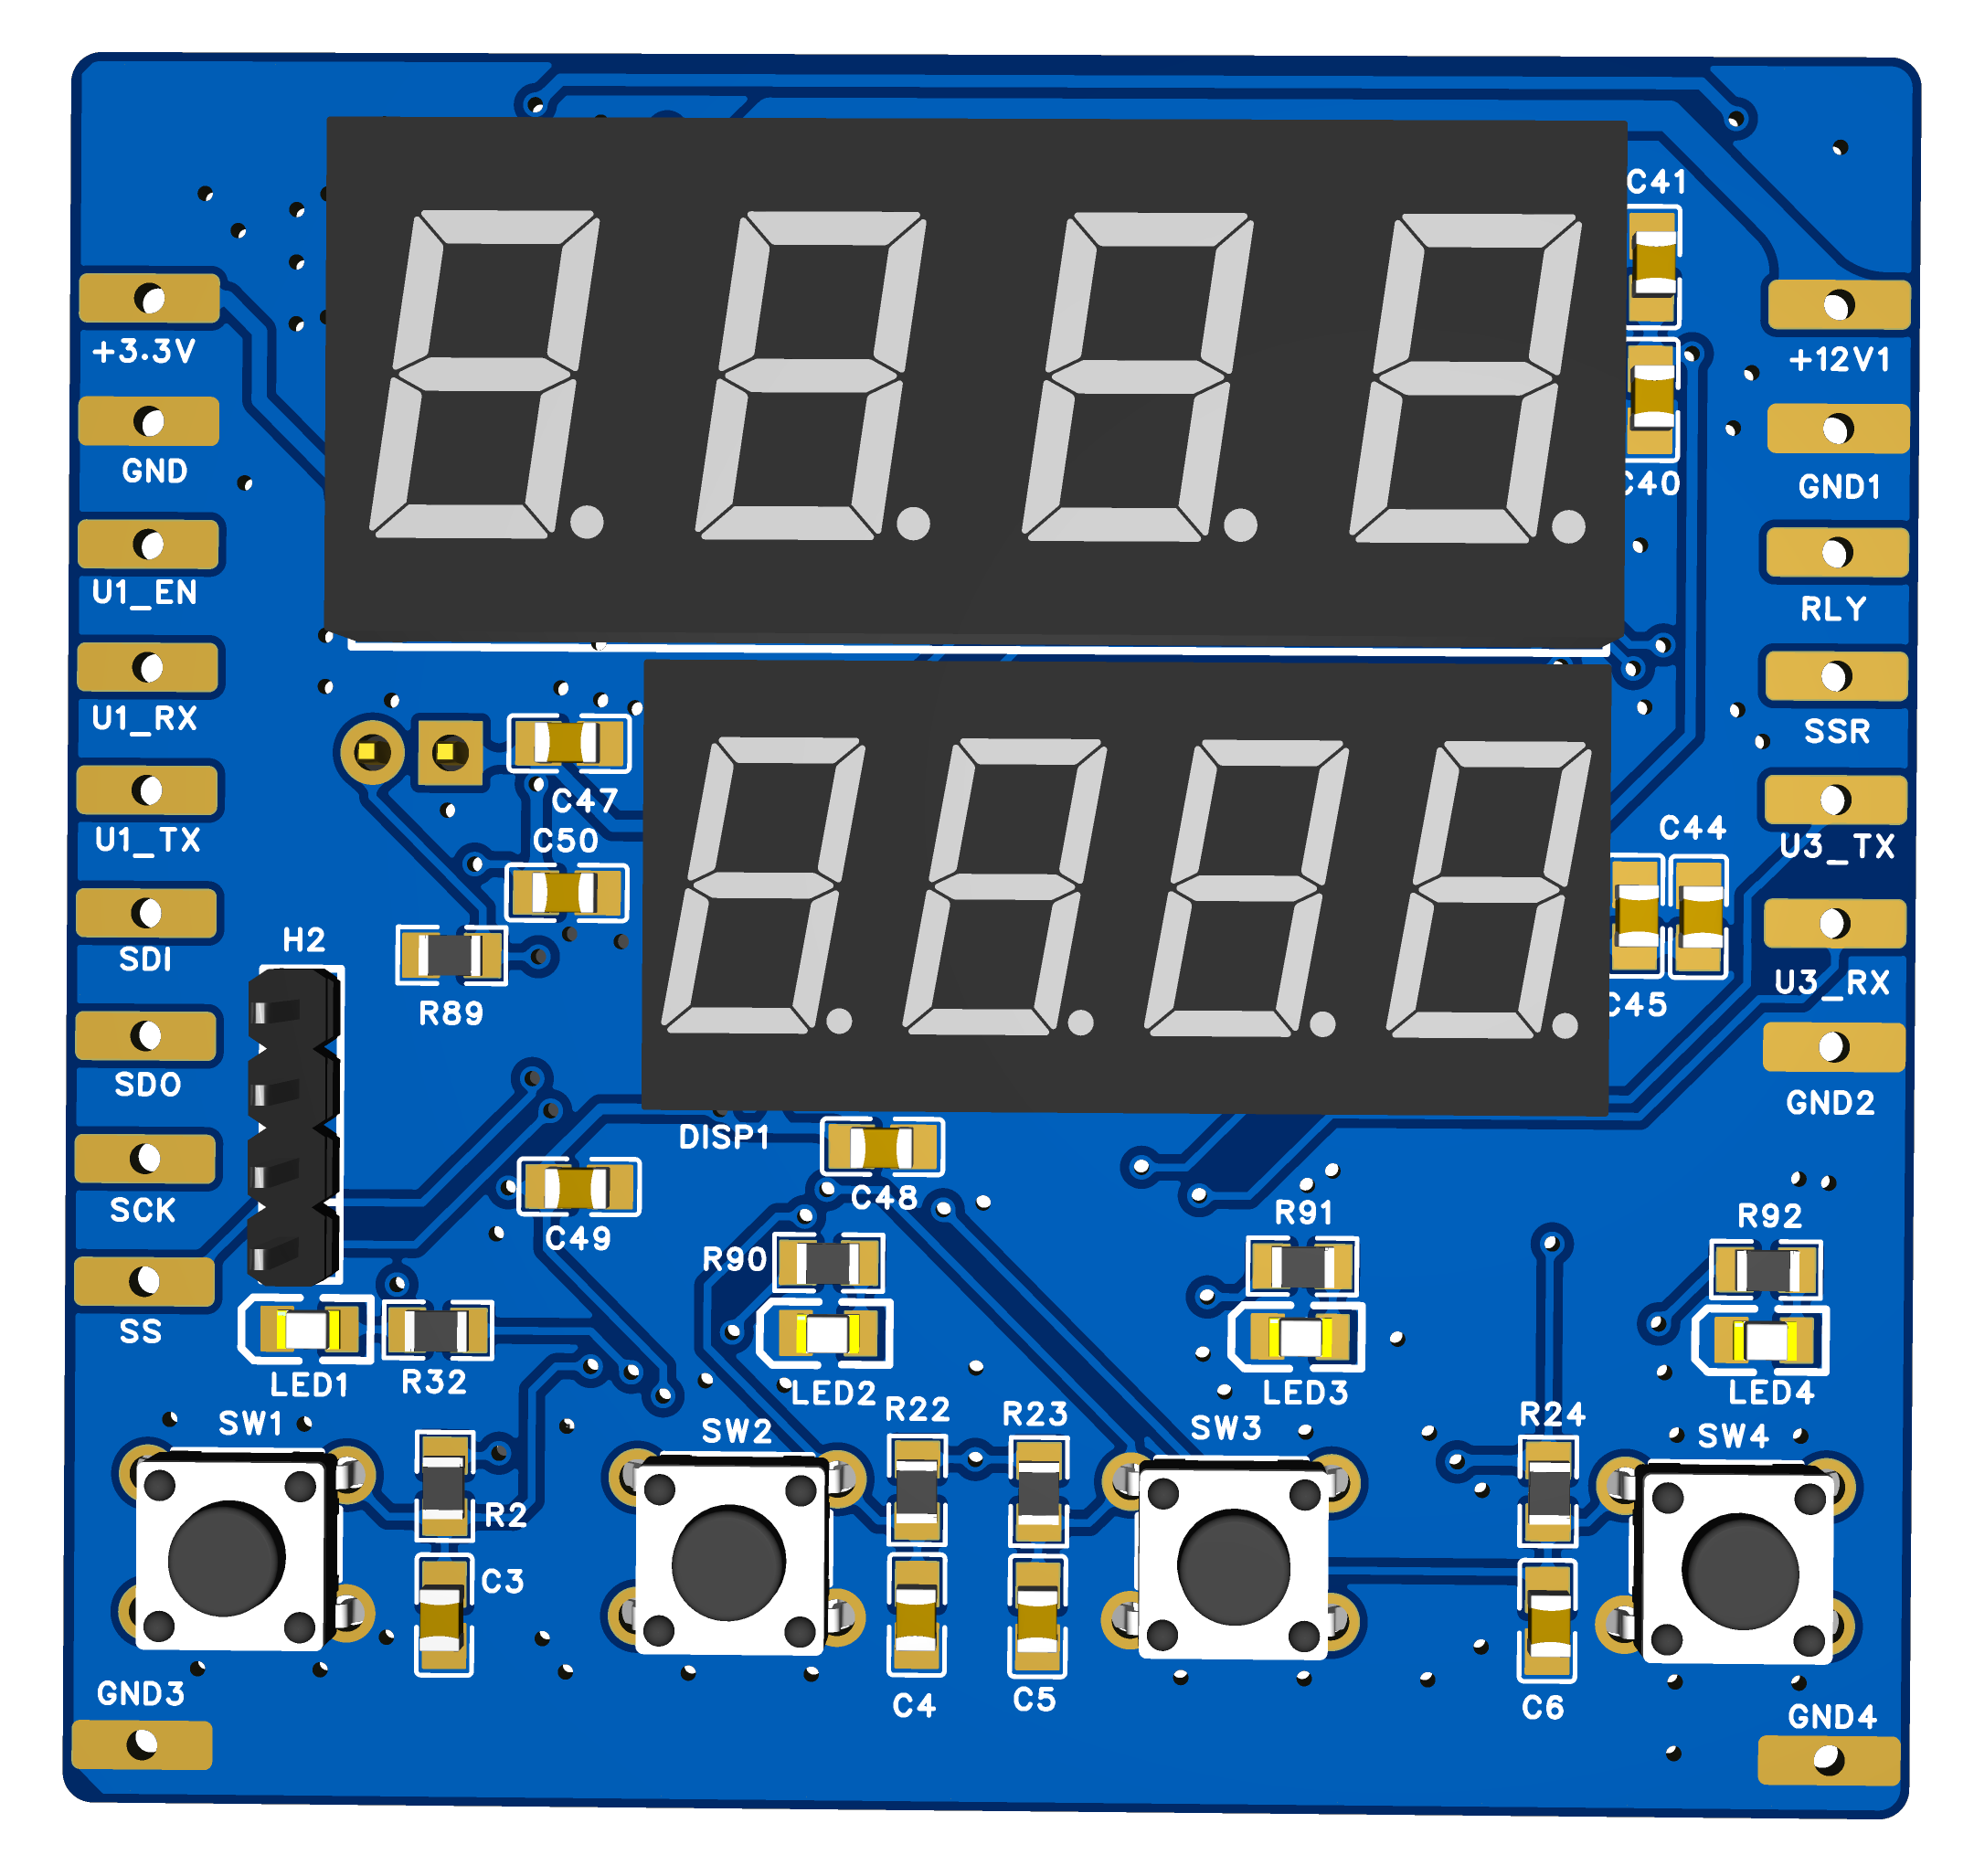 C41
+3.3V
+12V1
GND
C40
GND1
U1_EN
RLY
U1_RX
SSR
C47
U1_TX
C50
C44
U3_TX
H2
SDI
U3_RX
R89
C45
SDO
GND2
DISP1
SCK
C48
R91
R92
C49
R90
SS
LED1
R32
LED2
LED3
LED4
SW1
SW2
R22
R23
SW3
R24
SW4
R2
C3
GND3
C4
C5
C6
GND4